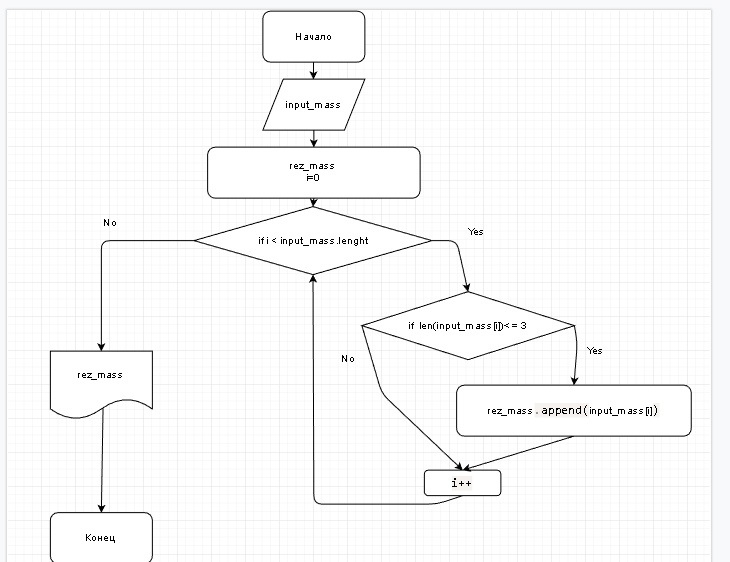 Начало
input_mass
rez_mass
i=0
No
if i < input_mass.lenght
Yes
if len(input_mass[i])<= 3
No
Yes
rez_mass
rez_mass.append(input_mass[i])
i++
Конец